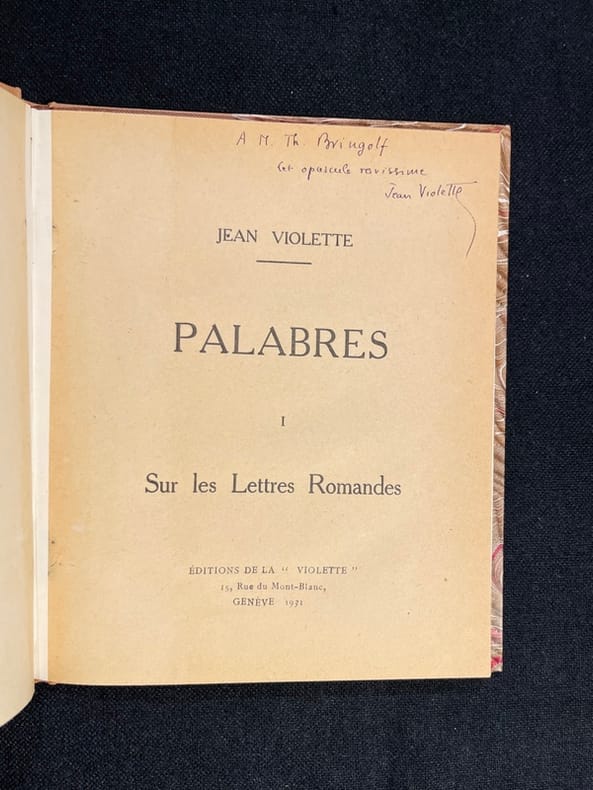 A M. Th. Bringolf
cet opuscule rarissime
Jean Violette
JEAN VIOLETTE
PALABRES
I
Sur les Lettres Romandes
ÉDITIONS DE LA “ VIOLETTE ”
15, Rue du Mont-Blanc,
GENÈVE 1931